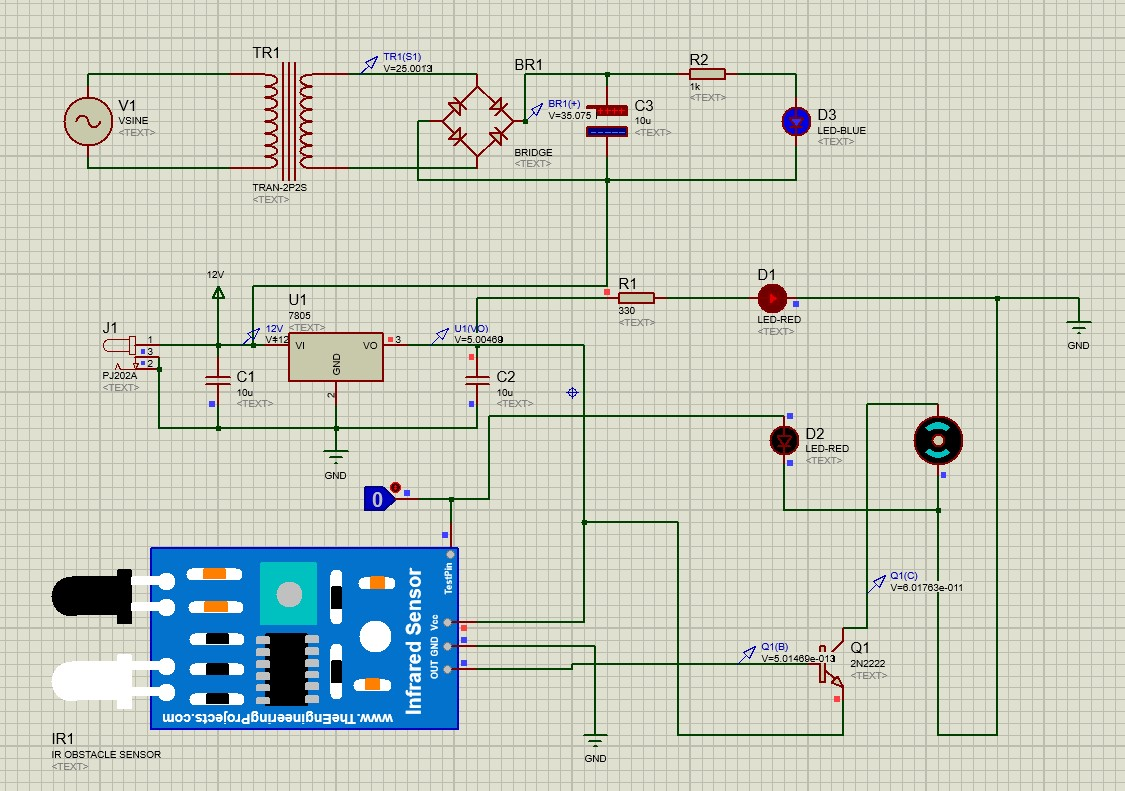 TR1
TR1(S1)
V=25.0013
V1
VSINE
<TEXT>
TRAN-2P2S
<TEXT>
BR1
BR1(+)
V=35.075
BRIDGE
<TEXT>
C3
10u
<TEXT>
R2
1k
<TEXT>
D3
LED-BLUE
<TEXT>
12V
J1
1
3
2
PJ202A
<TEXT>
12V
V=12
U1
7805
<TEXT>
VI
VO
GND
2
3
U1(VO)
V=5.00469
C1
10u
<TEXT>
C2
10u
<TEXT>
GND
R1
330
<TEXT>
D1
LED-RED
<TEXT>
GND
D2
LED-RED
<TEXT>
0
TestPin
Vcc
GND
OUT
Infrared Sensor
www.TheEngineeringProjects.com
IR1
IR OBSTACLE SENSOR
<TEXT>
GND
Q1(C)
V=6.01763e-011
Q1(B)
V=5.01469e-013
Q1
2N2222
<TEXT>